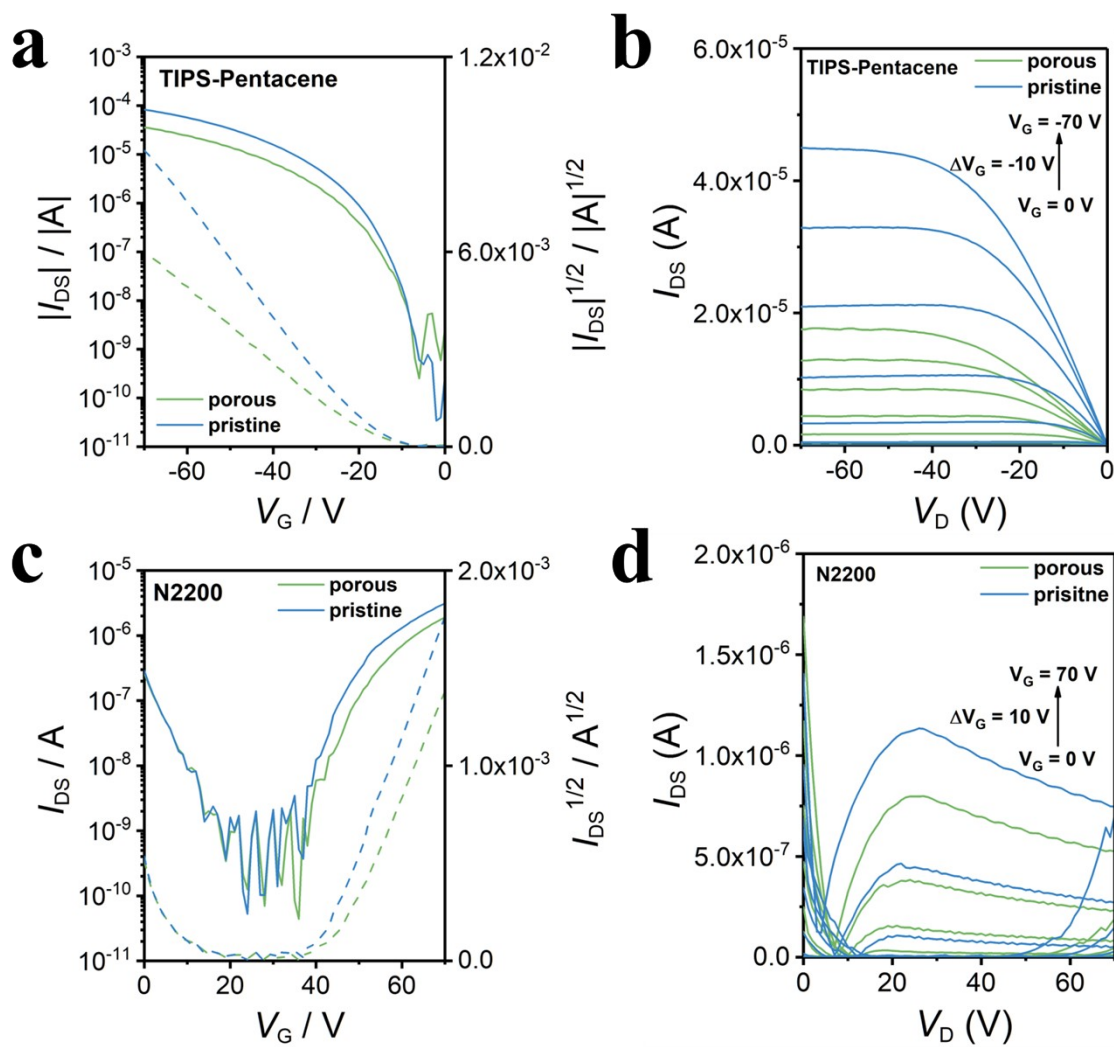 a
10⁻³
10⁻⁴
10⁻⁵
10⁻⁶
10⁻⁷
10⁻⁸
10⁻⁹
10⁻¹⁰
10⁻¹¹
|I_DS| / |A|
TIPS-Pentacene
porous
pristine
1.2x10⁻²
6.0x10⁻³
0.0
|I_DS|^1/2 / |A|^1/2
-60 -40 -20 0
V_G / V
b
6.0x10⁻⁵
4.0x10⁻⁵
2.0x10⁻⁵
0.0
I_DS (A)
TIPS-Pentacene
porous
pristine
V_G = -70 V
ΔV_G = -10 V
V_G = 0 V
-60 -40 -20 0
V_D (V)
c
10⁻⁵
10⁻⁶
10⁻⁷
10⁻⁸
10⁻⁹
10⁻¹⁰
10⁻¹¹
I_DS / A
N2200
porous
pristine
2.0x10⁻³
1.0x10⁻³
0.0
I_DS^1/2 / A^1/2
0 20 40 60
V_G / V
d
2.0x10⁻⁶
1.5x10⁻⁶
1.0x10⁻⁶
5.0x10⁻⁷
0.0
I_DS (A)
N2200
porous
prisitne
V_G = 70 V
ΔV_G = 10 V
V_G = 0 V
0 20 40 60
V_D (V)